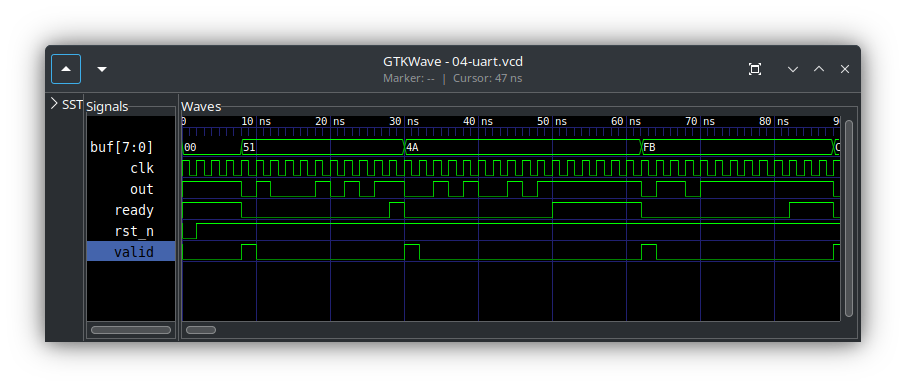 GTKWave - 04-uart.vcd
Marker: -- | Cursor: 47 ns
SST
Signals
Waves
0 10 ns 20 ns 30 ns 40 ns 50 ns 60 ns 70 ns 80 ns 9
buf[7:0] 00 51 4A FB
clk
out
ready
rst_n
valid